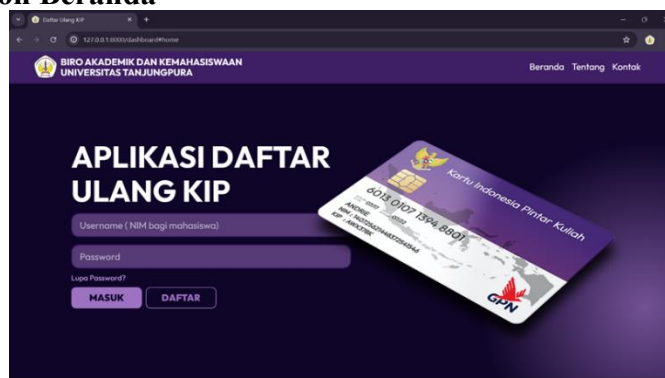 on Beranda
Daftar Ulang KIP
127.0.0.1:8000/dashboard#home
BIRO AKADEMIK DAN KEMAHASISWAAN
UNIVERSITAS TANJUNGPURA
Beranda Tentang Kontak
APLIKASI DAFTAR
ULANG KIP
Username ( NIM bagi mahasiswa)
Password
Lupa Password?
MASUK DAFTAR
Kartu Indonesia Pintar Kuliah
6013 0107 1394 8801
ANDRIE
GPN